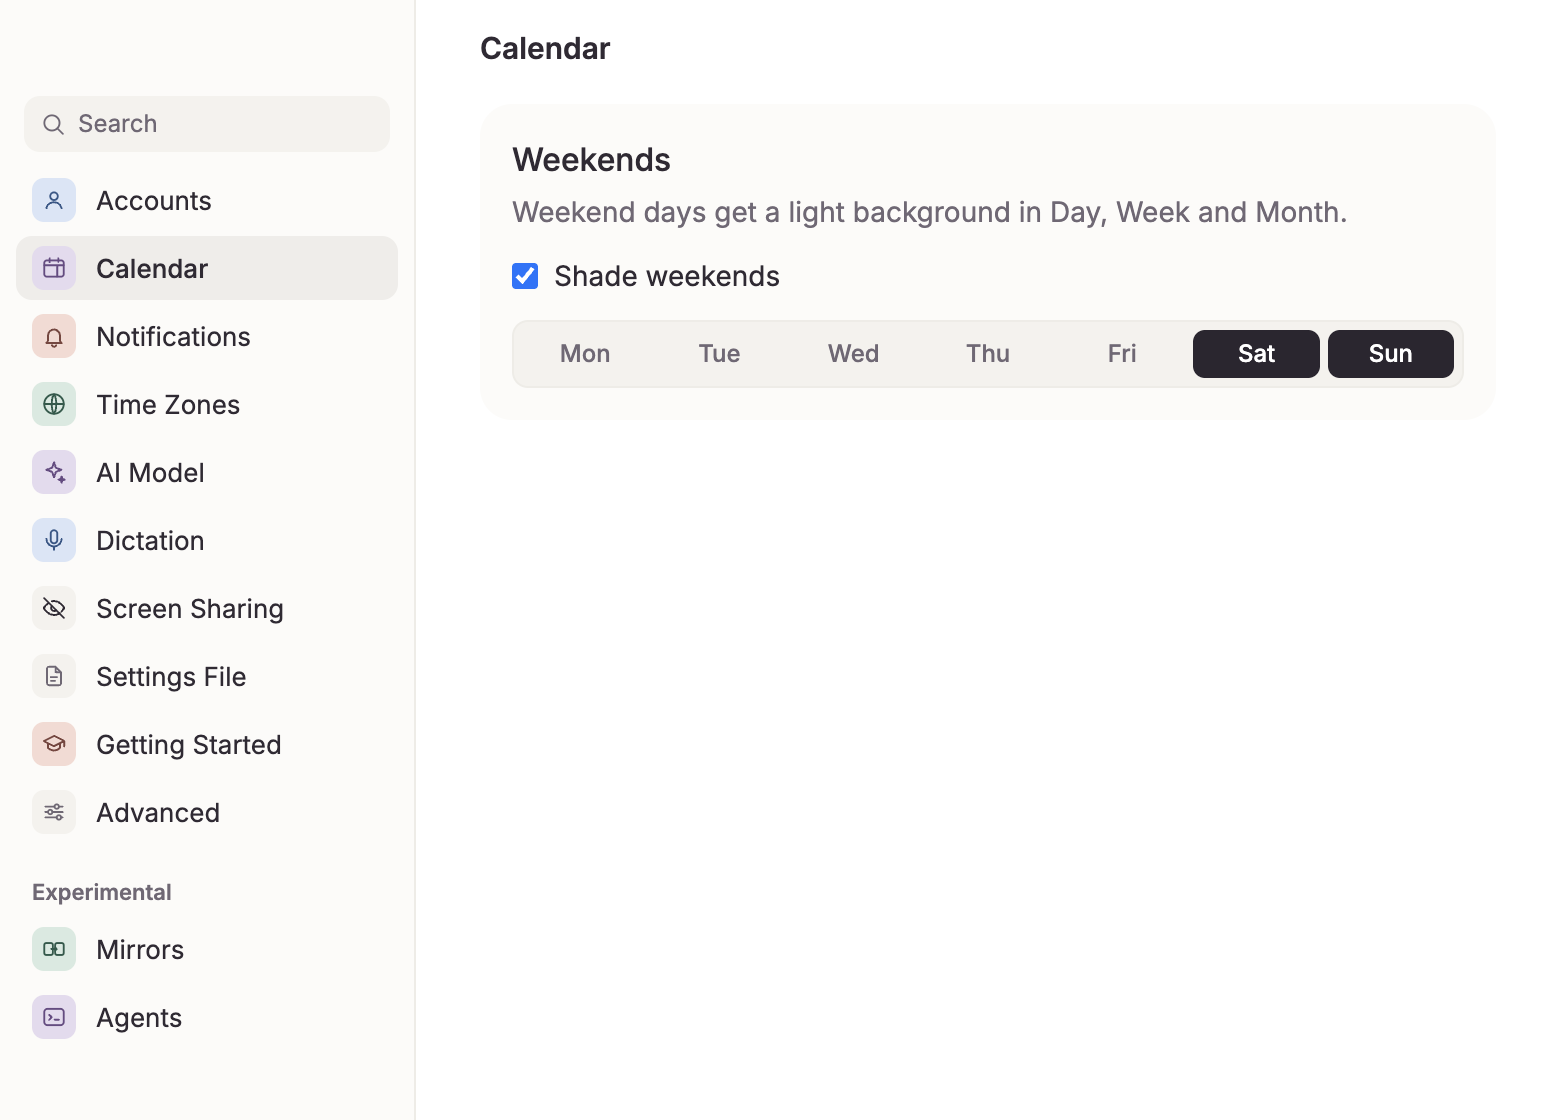 Search
Accounts
Calendar
Notifications
Time Zones
AI Model
Dictation
Screen Sharing
Settings File
Getting Started
Advanced
Experimental
Mirrors
Agents
Calendar
Weekends
Weekend days get a light background in Day, Week and Month.
Shade weekends
Mon Tue Wed Thu Fri Sat Sun